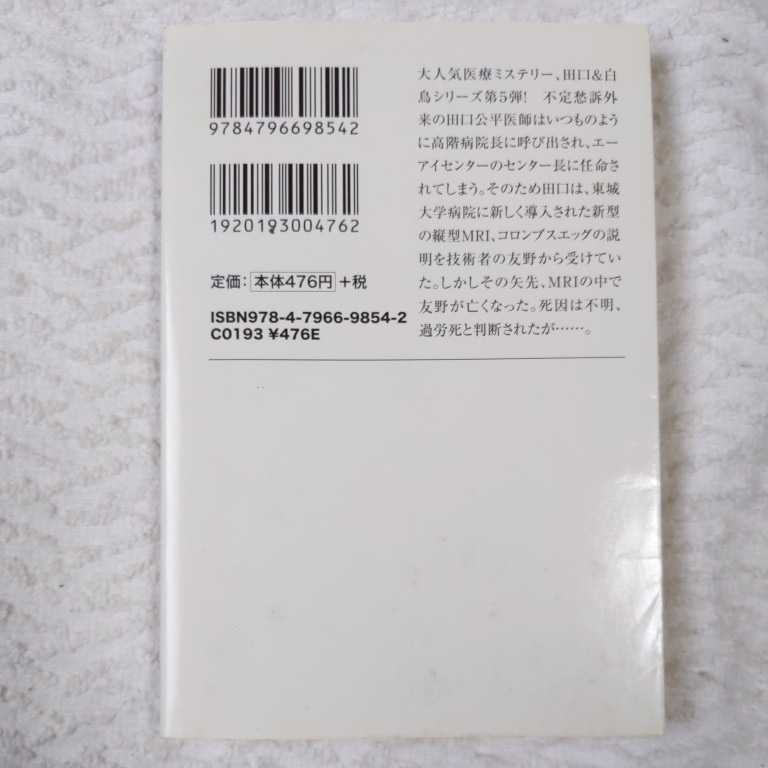 9784796698542
1920193004762
定価: 本体476円 +税
ISBN978-4-7966-9854-2
C0193 ¥476E
大人気医療ミステリー、田口&白
鳥シリーズ第5弾! 不定愁訴外
来の田口公平医師はいつものよう
に高階病院長に呼び出され、エー
アイセンターのセンター長に任命さ
れてしまう。そのため田口は、東城
大学病院に新しく導入された新型
の縦型MRI、コロンブスエッグの説
明を技術者の友野から受けてい
た。しかしその矢先、MRIの中で
友野が亡くなった。死因は不明、
過労死と判断されたが……。